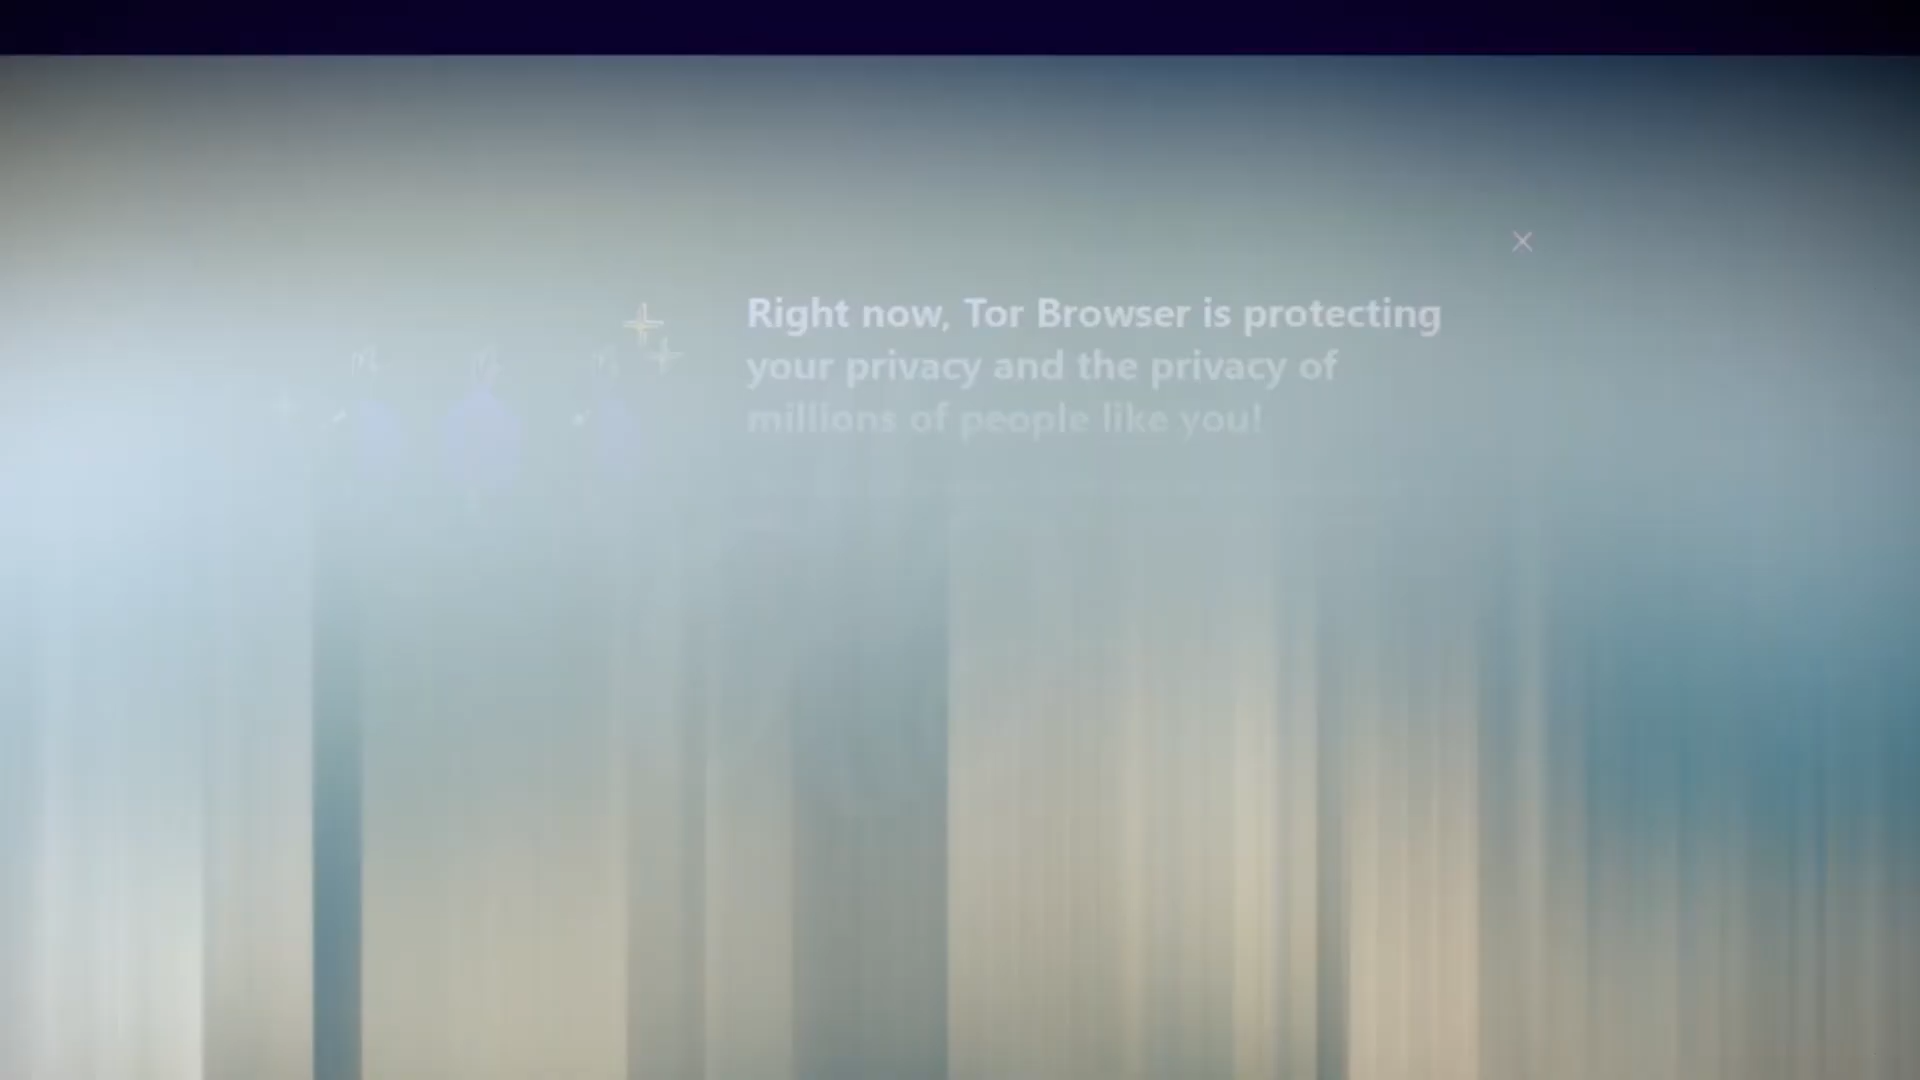 Right now, Tor Browser is protecting
your privacy and the privacy of
millions of people like you!